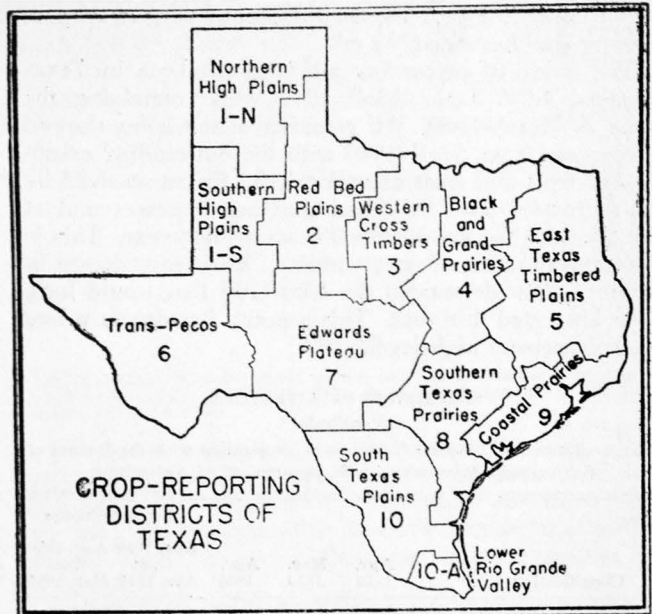 Northern
High Plains
1-N
Southern
High
Plains
1-S
Red Bed
Plains
2
Western
Cross
Timbers
3
Black
and
Grand
Prairies
4
East
Texas
Timbered
Plains
5
Trans-Pecos
6
Edwards
Plateau
7
Southern
Texas
Prairies
8
Coastal Prairies
9
South
Texas
Plains
10
10-A
Lower
Rio Grande
Valley
CROP-REPORTING
DISTRICTS OF
TEXAS